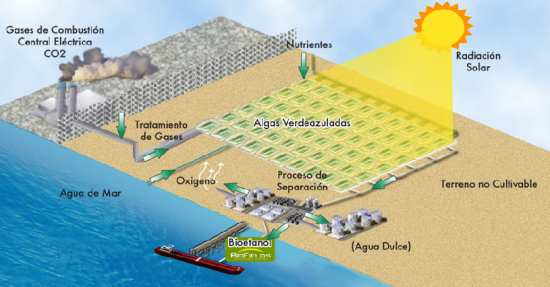 Gases de Combustión
Central Eléctrica
CO2
Nutrientes
Radiación
Solar
Tratamiento
de Gases
Algas Verdeazuladas
Agua de Mar
Oxígeno
Proceso de
Separación
Terreno no Cultivable
Bioetanol
BIOFIELDS
(Agua Dulce)